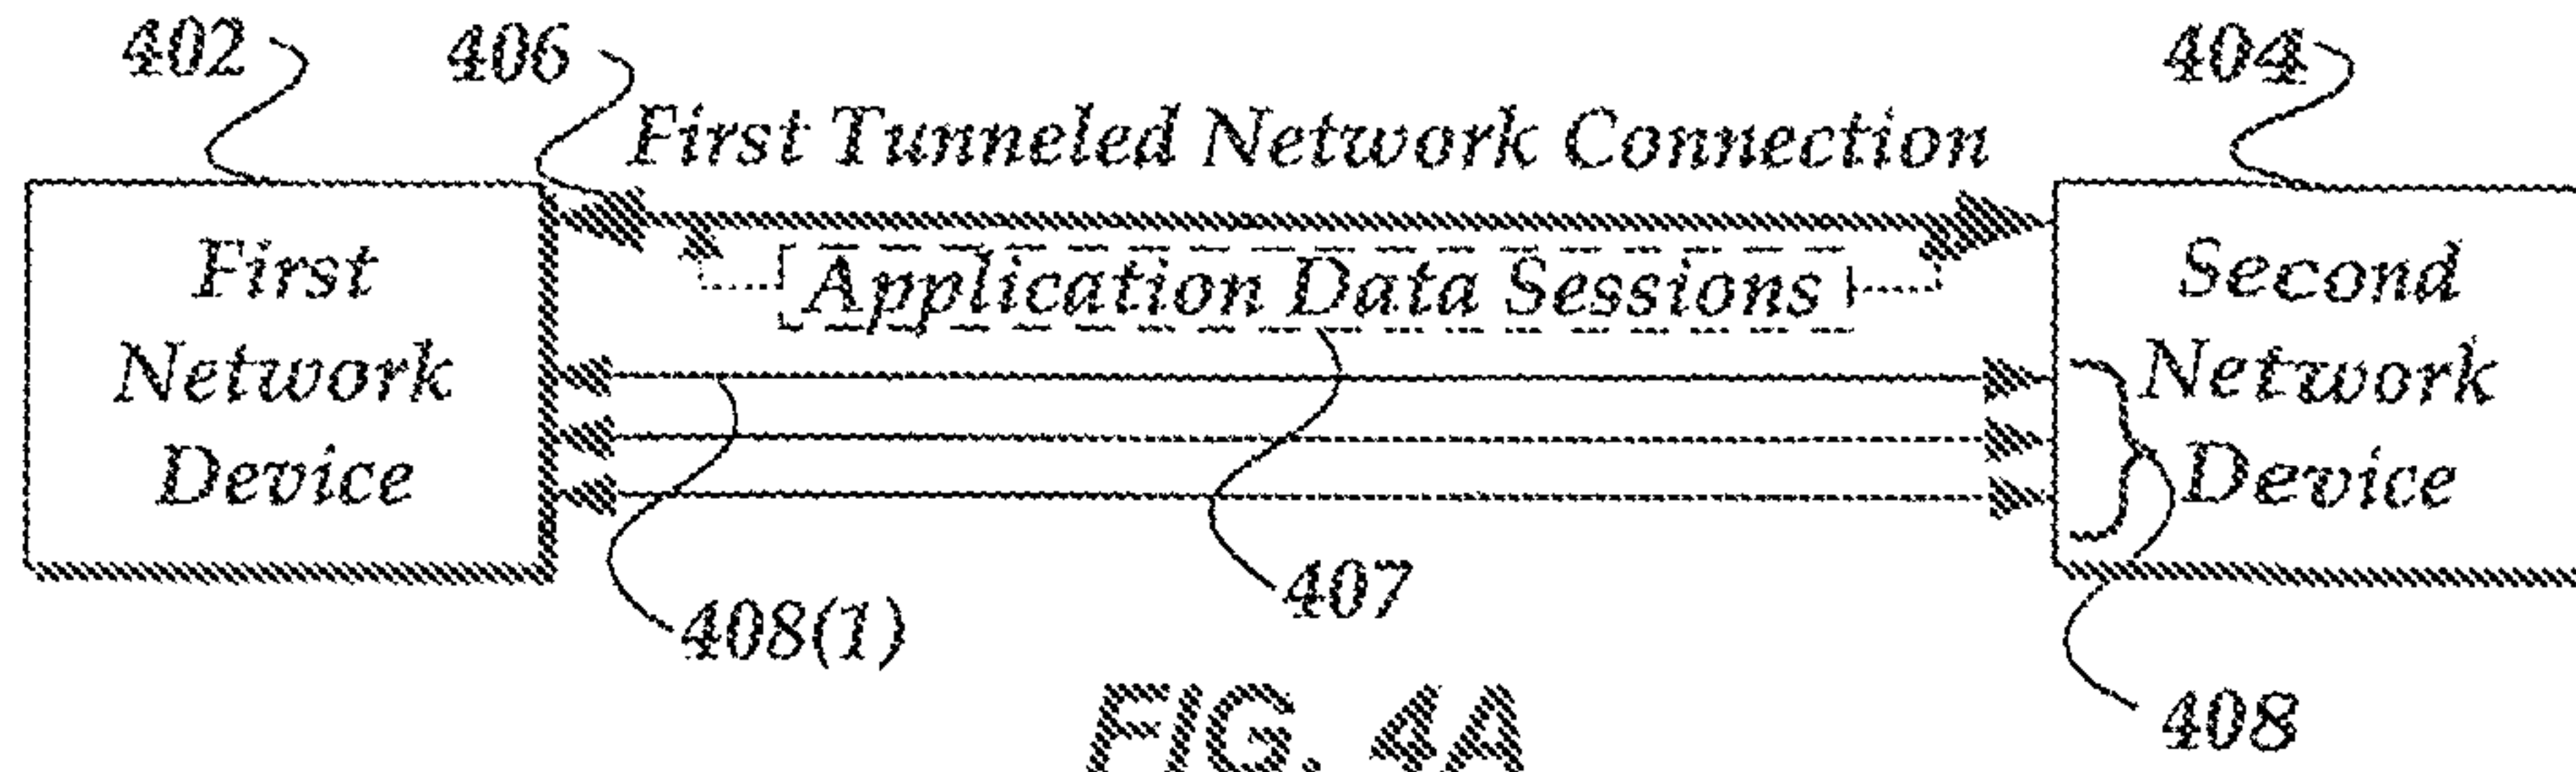 402 406 404
First Tunneled Network Connection
First
Network
Device
Application Data Sessions
Second
Network
Device
408(1)
407
408
FIG. 4A